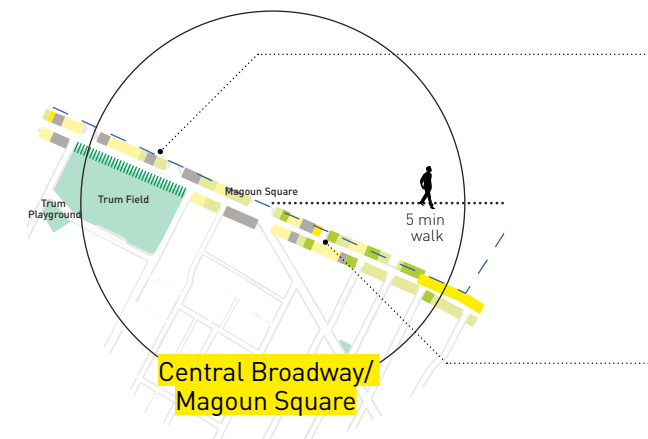 Magoun Square
Trum Field
Trum
Playground
5 min
walk
Central Broadway/
Magoun Square